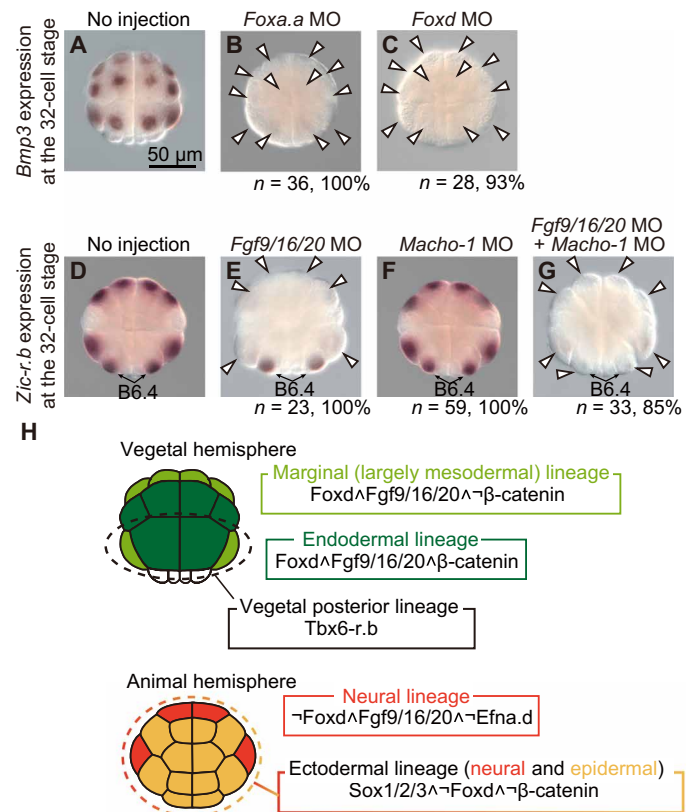 No injection
Foxa.a MO
Foxd MO
Bmp3 expression
at the 32-cell stage
A
B
C
50 μm
n = 36, 100%
n = 28, 93%
No injection
Fgf9/16/20 MO
Macho-1 MO
Fgf9/16/20 MO
+ Macho-1 MO
Zic-r.b expression
at the 32-cell stage
D
E
F
G
B6.4
B6.4
B6.4
B6.4
n = 23, 100%
n = 59, 100%
n = 33, 85%
H
Vegetal hemisphere
Marginal (largely mesodermal) lineage
Foxd∧Fgf9/16/20∧¬β-catenin
Endodermal lineage
Foxd∧Fgf9/16/20∧β-catenin
Vegetal posterior lineage
Tbx6-r.b
Animal hemisphere
Neural lineage
¬Foxd∧Fgf9/16/20∧¬Efna.d
Ectodermal lineage (neural and epidermal)
Sox1/2/3∧¬Foxd∧¬β-catenin